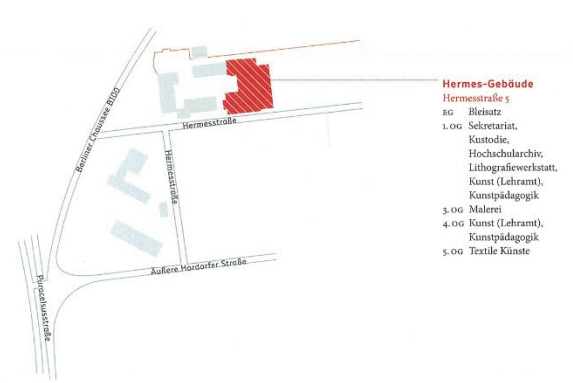 Hermes-Gebäude
Hermesstraße 5
EG Bleisatz
1. OG Sekretariat,
Kustodie,
Hochschularchiv,
Lithografiewerkstatt,
Kunst (Lehramt),
Kunstpädagogik
3. OG Malerei
4. OG Kunst (Lehramt),
Kunstpädagogik
5. OG Textile Künste
Berliner Chaussee B100
Hermesstraße
Hermesstraße
Äußere Hordorfer Straße
Paracelsusstraße